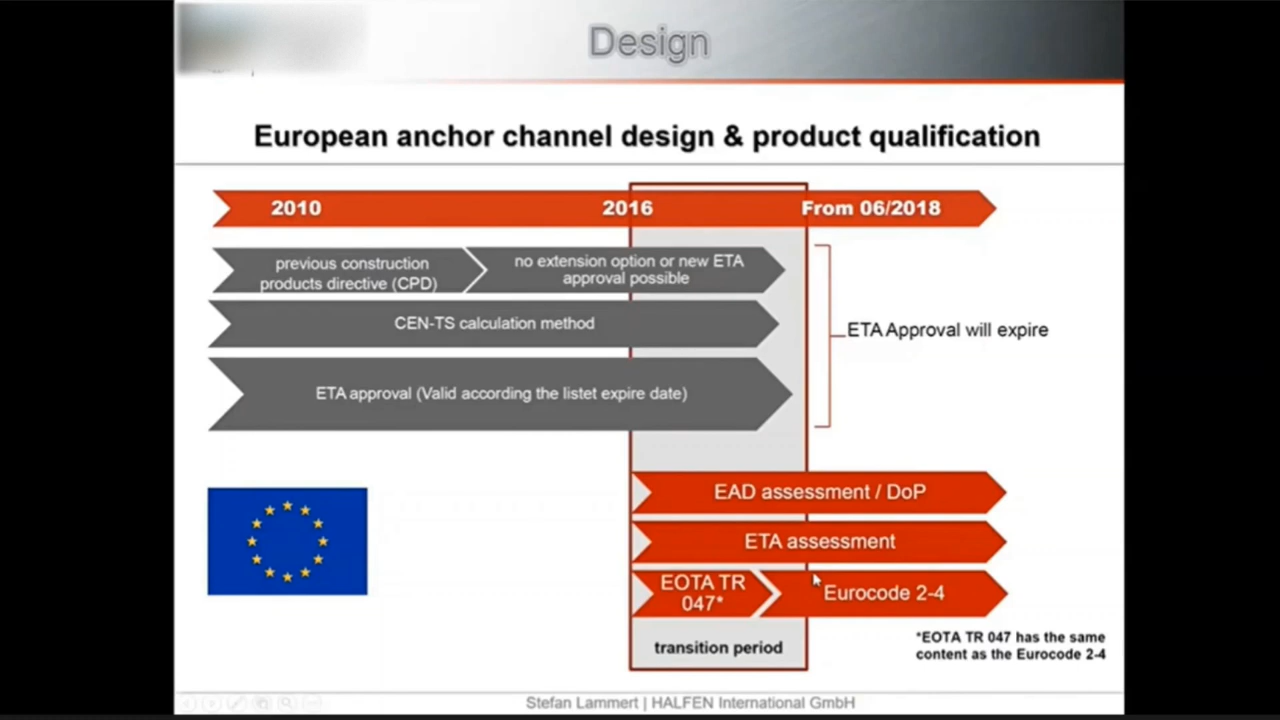 Design
European anchor channel design & product qualification
2010
2016
From 06/2018
previous construction
products directive (CPD)
no extension option or new ETA
approval possible
CEN-TS calculation method
ETA approval (Valid according the listet expire date)
ETA Approval will expire
EAD assessment / DoP
ETA assessment
EOTA TR
047*
Eurocode 2-4
transition period
*EOTA TR 047 has the same
content as the Eurocode 2-4
Stefan Lammert | HALFEN International GmbH